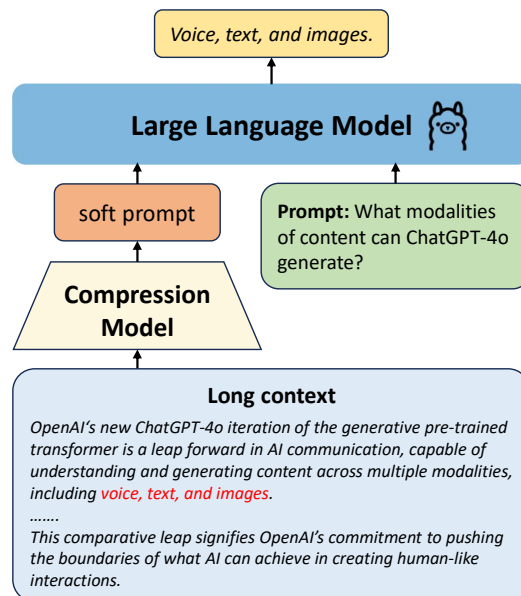 Voice, text, and images.
Large Language Model
soft prompt
Prompt: What modalities
of content can ChatGPT-4o
generate?
Compression
Model
Long context
OpenAI‘s new ChatGPT-4o iteration of the generative pre-trained
transformer is a leap forward in AI communication, capable of
understanding and generating content across multiple modalities,
including voice, text, and images.
…….
This comparative leap signifies OpenAI’s commitment to pushing
the boundaries of what AI can achieve in creating human-like
interactions.